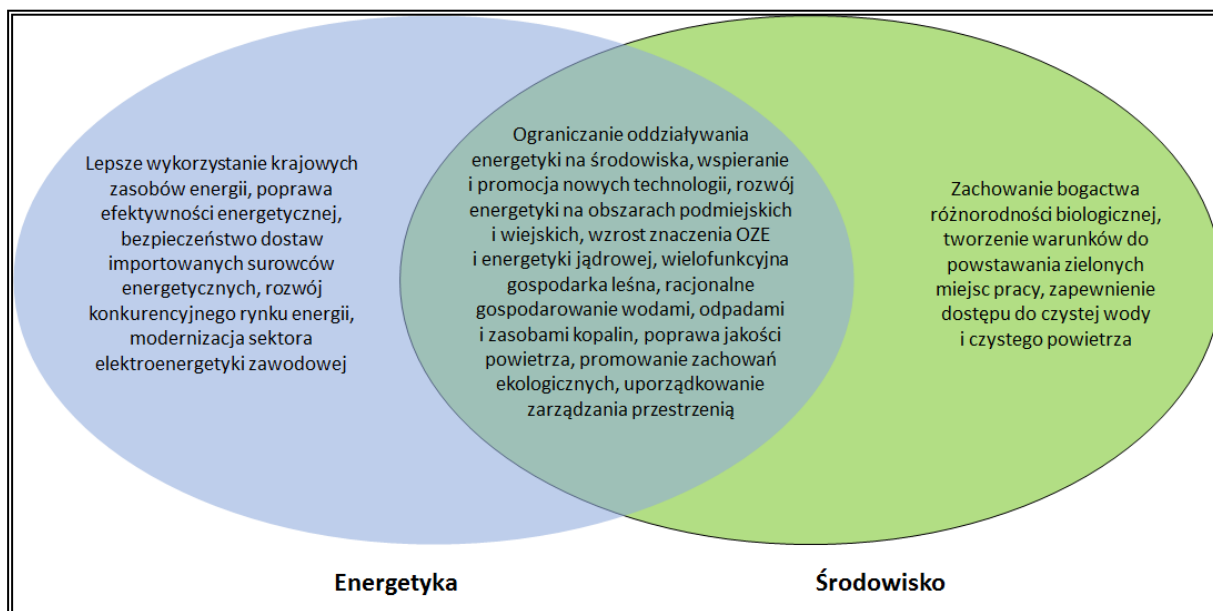 Lepsze wykorzystanie krajowych
zasobów energii, poprawa
efektywności energetycznej,
bezpieczeństwo dostaw
importowanych surowców
energetycznych, rozwój
konkurencyjnego rynku energii,
modernizacja sektora
elektroenergetyki zawodowej
Ograniczanie oddziaływania
energetyki na środowiska, wspieranie
i promocja nowych technologii, rozwój
energetyki na obszarach podmiejskich
i wiejskich, wzrost znaczenia OZE
i energetyki jądrowej, wielofunkcyjna
gospodarka leśna, racjonalne
gospodarowanie wodami, odpadami
i zasobami kopalin, poprawa jakości
powietrza, promowanie zachowań
ekologicznych, uporządkowanie
zarządzania przestrzenią
Zachowanie bogactwa
różnorodności biologicznej,
tworzenie warunków do
powstawania zielonych
miejsc pracy, zapewnienie
dostępu do czystej wody
i czystego powietrza
Energetyka
Środowisko